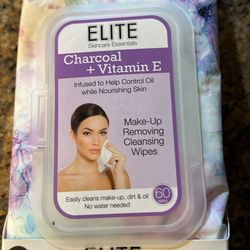 ELITE
Skincare Essentials
Charcoal
+ Vitamin E
Infused to Help Control Oil
while Nourishing Skin
Make-Up
Removing
Cleansing
Wipes
Easily cleans make-up, dirt & oil
No water needed
60
ELITE